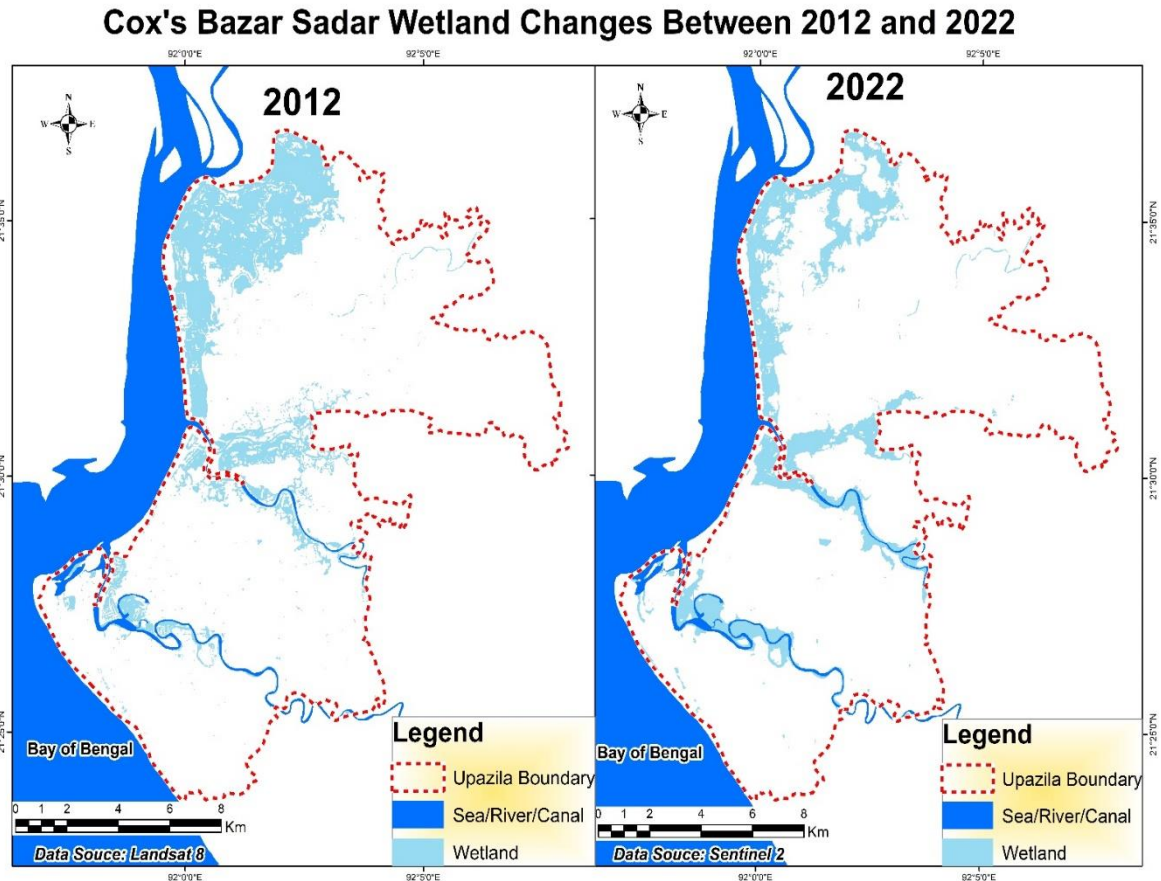 Cox's Bazar Sadar Wetland Changes Between 2012 and 2022
92°0'0"E
92°5'0"E
92°0'0"E
92°5'0"E
2012
2022
N
W E
S
N
W E
S
21°35'0"N
21°35'0"N
21°30'0"N
21°30'0"N
21°25'0"N
21°25'0"N
Bay of Bengal
Legend
Upazila Boundary
Sea/River/Canal
Wetland
0 1 2 4 6 8
Km
Data Souce: Landsat 8
Bay of Bengal
Legend
Upazila Boundary
Sea/River/Canal
Wetland
0 1 2 4 6 8
Km
Data Souce: Sentinel 2
92°0'0"E
92°5'0"E
92°0'0"E
92°5'0"E